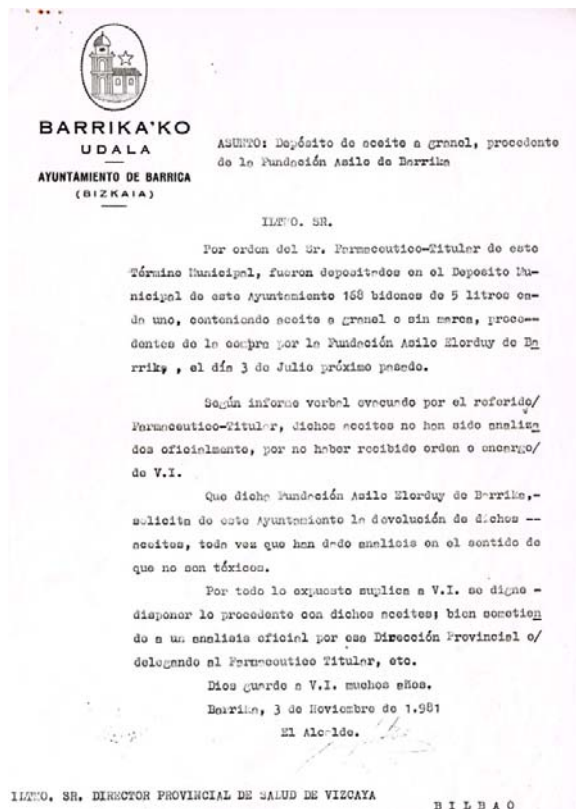 BARRIKA'KO
UDALA
AYUNTAMIENTO DE BARRICA
(BIZKAIA)
ASUNTO: Depósito de aceite a granel, procedente
de la Fundación Asilo de Barrika
ILTMO. SR.
Por orden del Sr. Farmaceutico-Titular de este
Término Municipal, fueron depositados en el Deposito Mu-
nicipal de este Ayuntamiento 168 bidones de 5 litros ca-
da uno, conteniendo aceite a granel o sin marca, proce--
dentes de la compra por la Fundación Asilo Elorduy de Ba
rrika , el día 3 de Julio próximo pasado.
Según informe verbal evacuado por el referido/
Farmaceutico-Titular, dichos aceites no han sido analiza
dos oficialmente, por no haber recibido orden o encargo/
de V.I.
Que dicha Fundación Asilo Elorduy de Barrika,-
solicita de este Ayuntamiento la devolución de dichos --
aceites, toda vez que han dado analisis en el sentido de
que no son tóxicos.
Por todo lo expuesto suplica a V.I. se digne -
disponer lo procedente con dichos aceites; bien sometien
do a un analisis oficial por esa Dirección Provincial o/
delegando al Farmaceutico Titular, etc.
Dios guarde a V.I. muchos años.
Barrika, 3 de Noviembre de 1.981
El Alcalde.
ILTMO. SR. DIRECTOR PROVINCIAL DE SALUD DE VIZCAYA
BILBAO